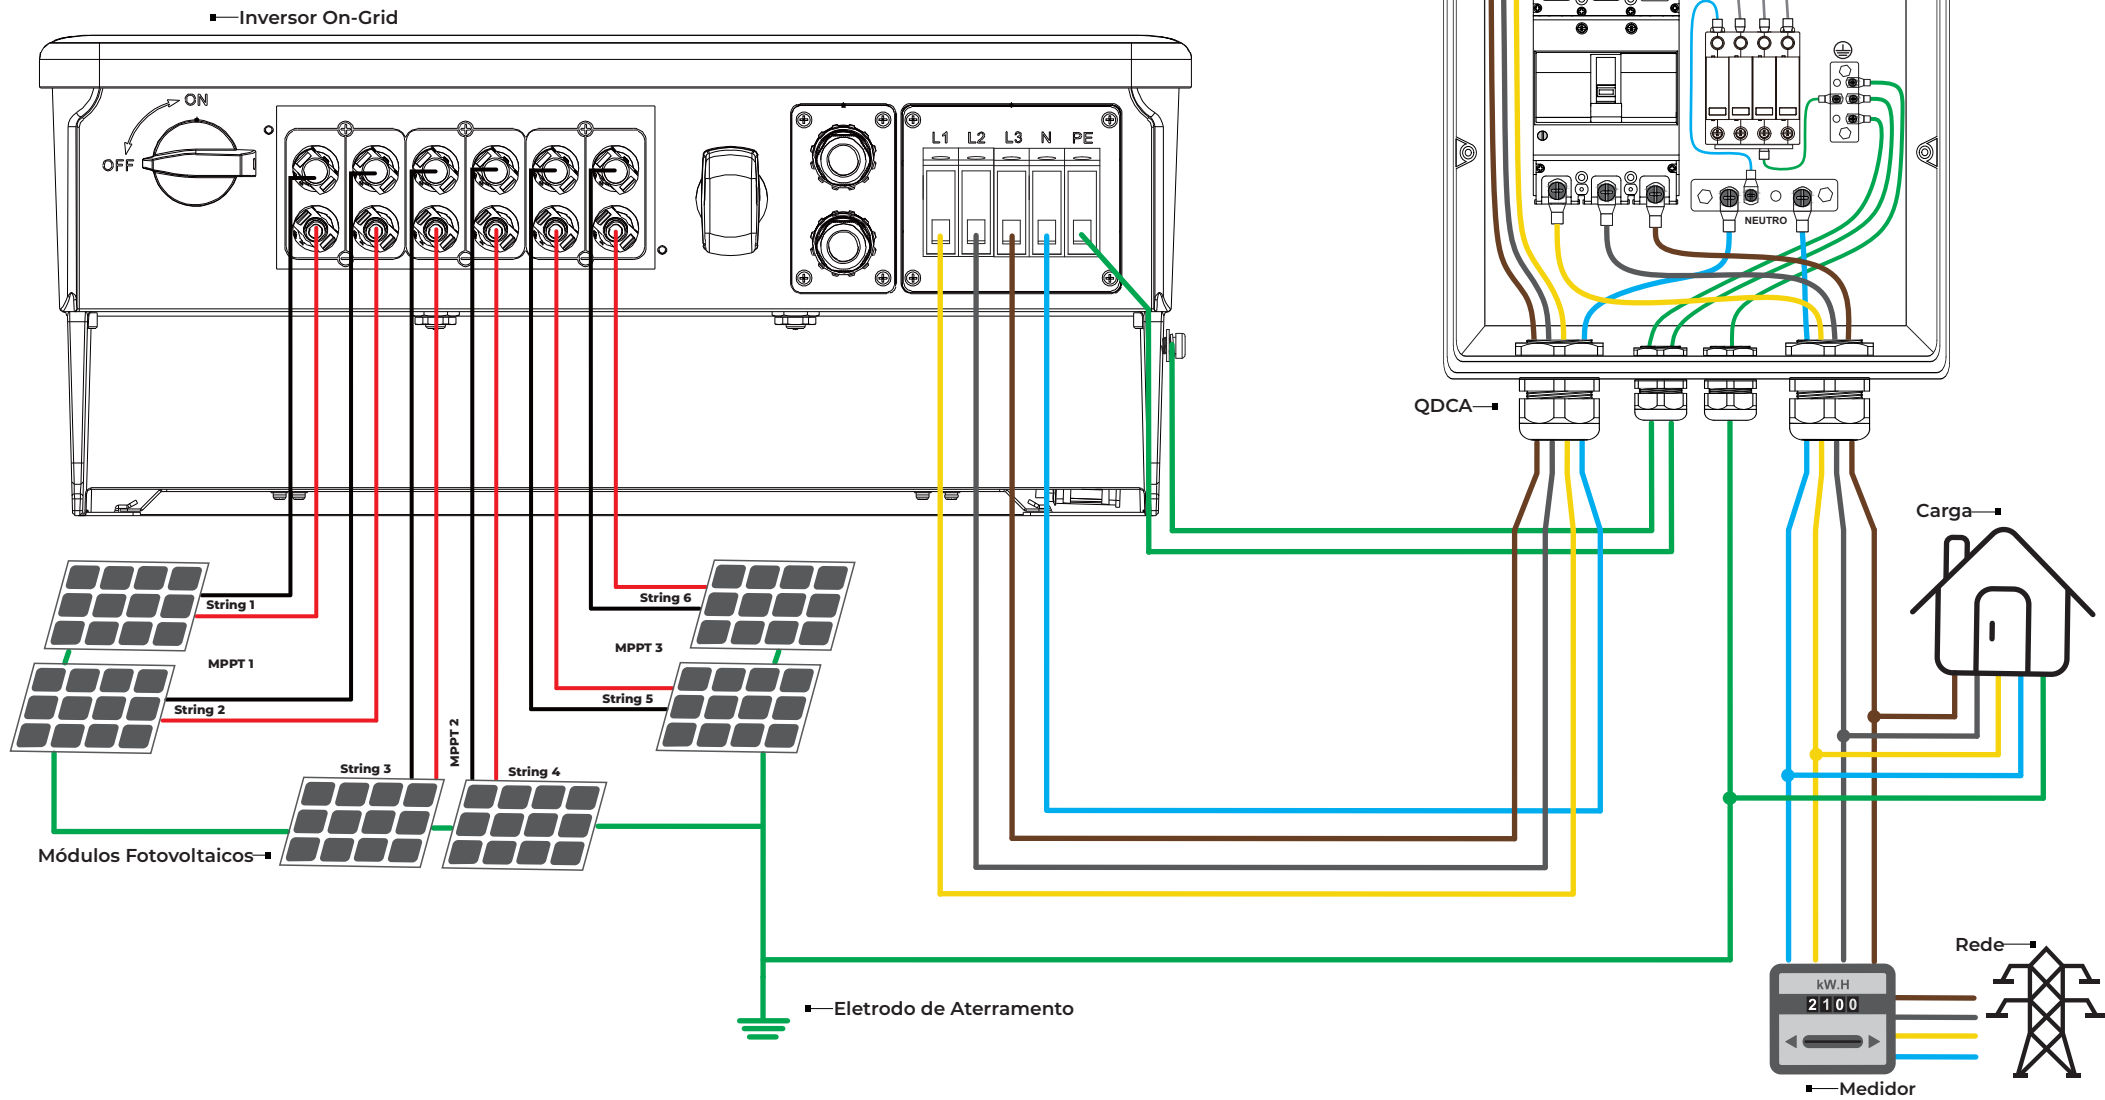 Inversor On-Grid
ON
OFF
L1 L2 L3 N PE
NEUTRO
QDCA
Carga
String 1
String 6
MPPT 1
MPPT 3
String 2
String 5
MPPT 2
String 3
String 4
Módulos Fotovoltaicos
Rede
kW.H
2100
Eletrodo de Aterramento
Medidor